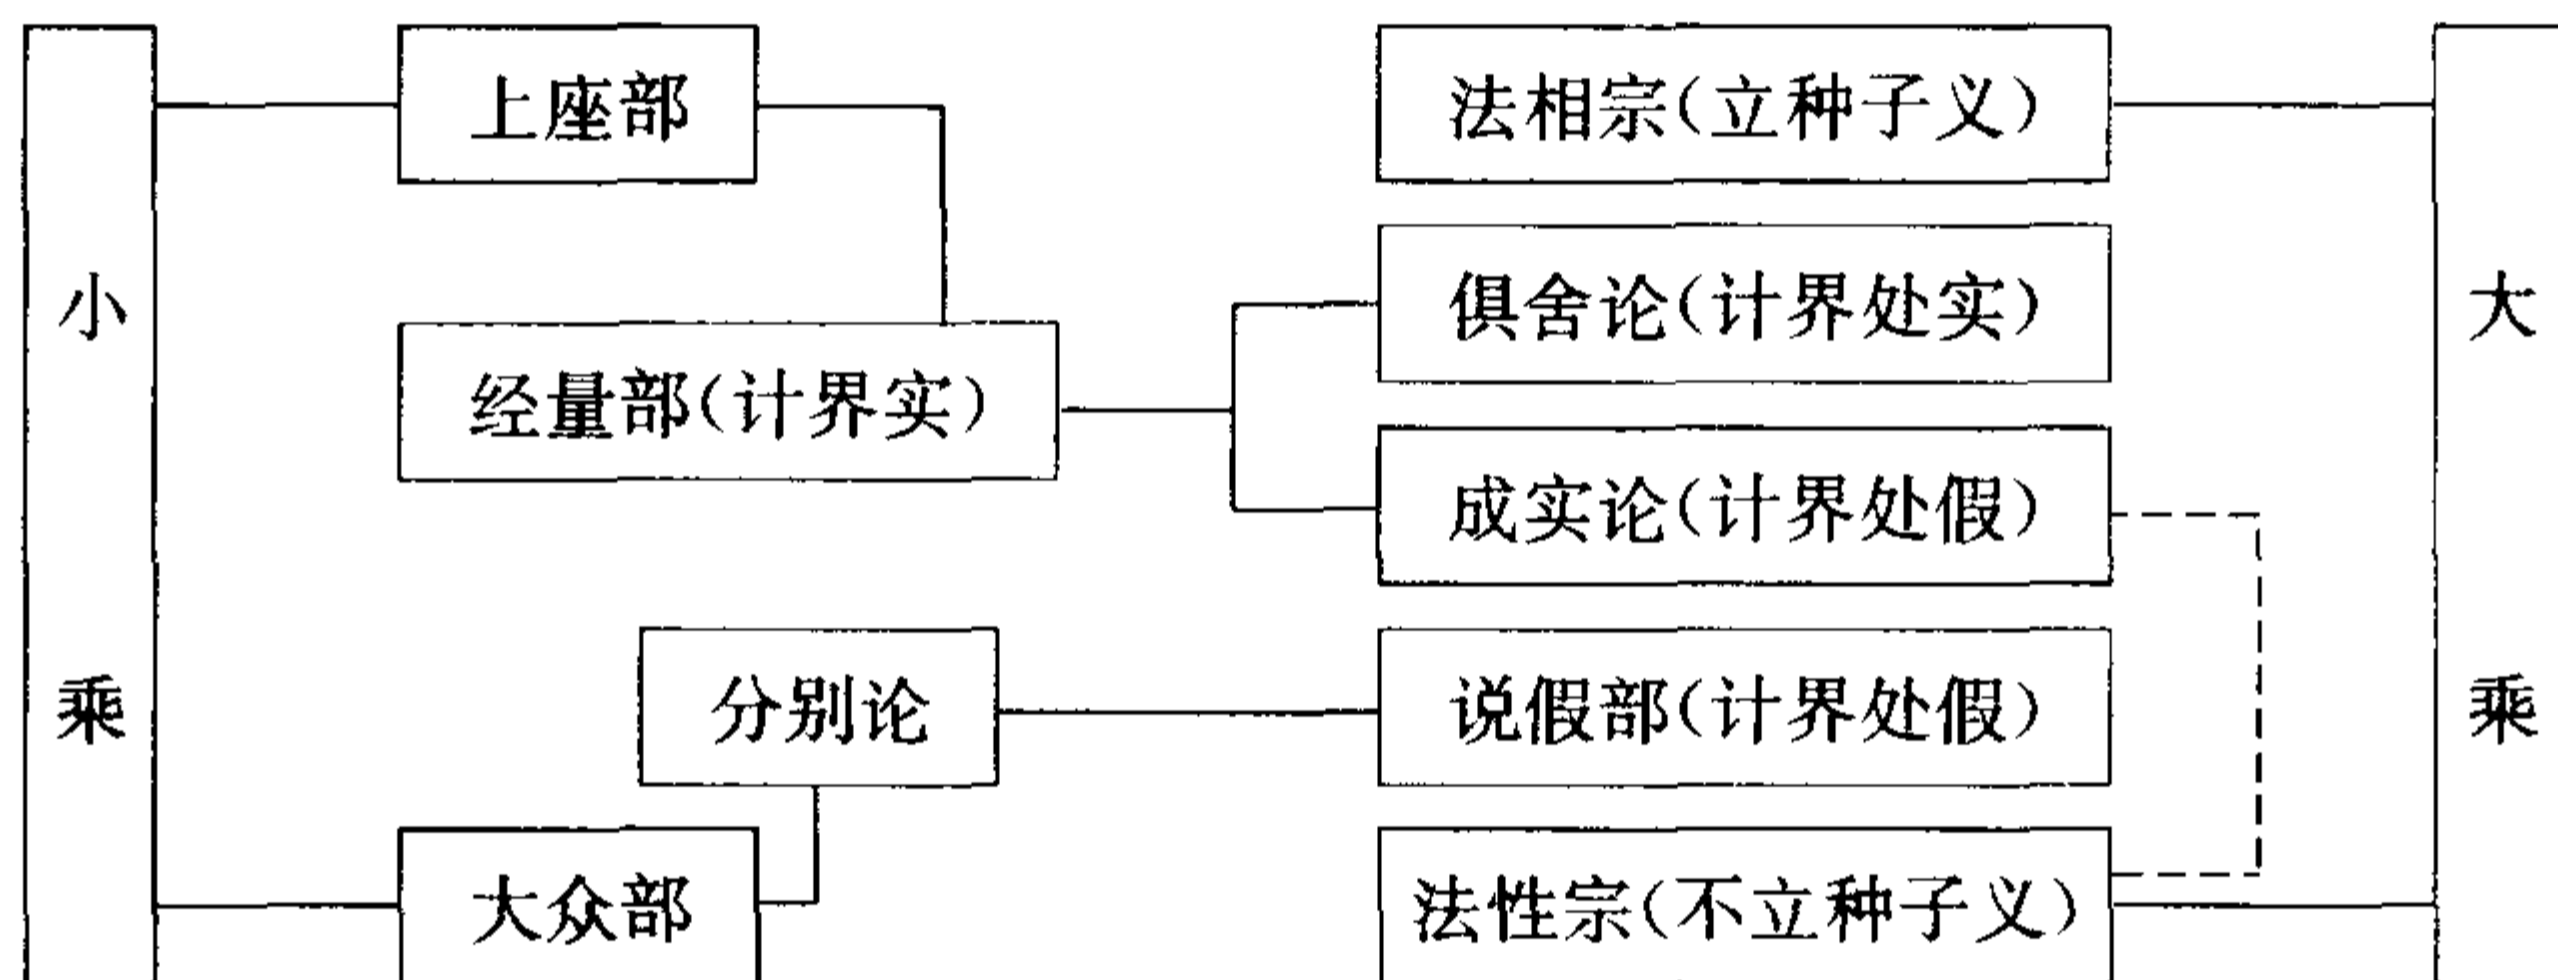 小乘
上座部
经量部(计界实)
分别论
大众部
法相宗(立种子义)
俱舍论(计界处实)
成实论(计界处假)
说假部(计界处假)
法性宗(不立种子义)
大乘